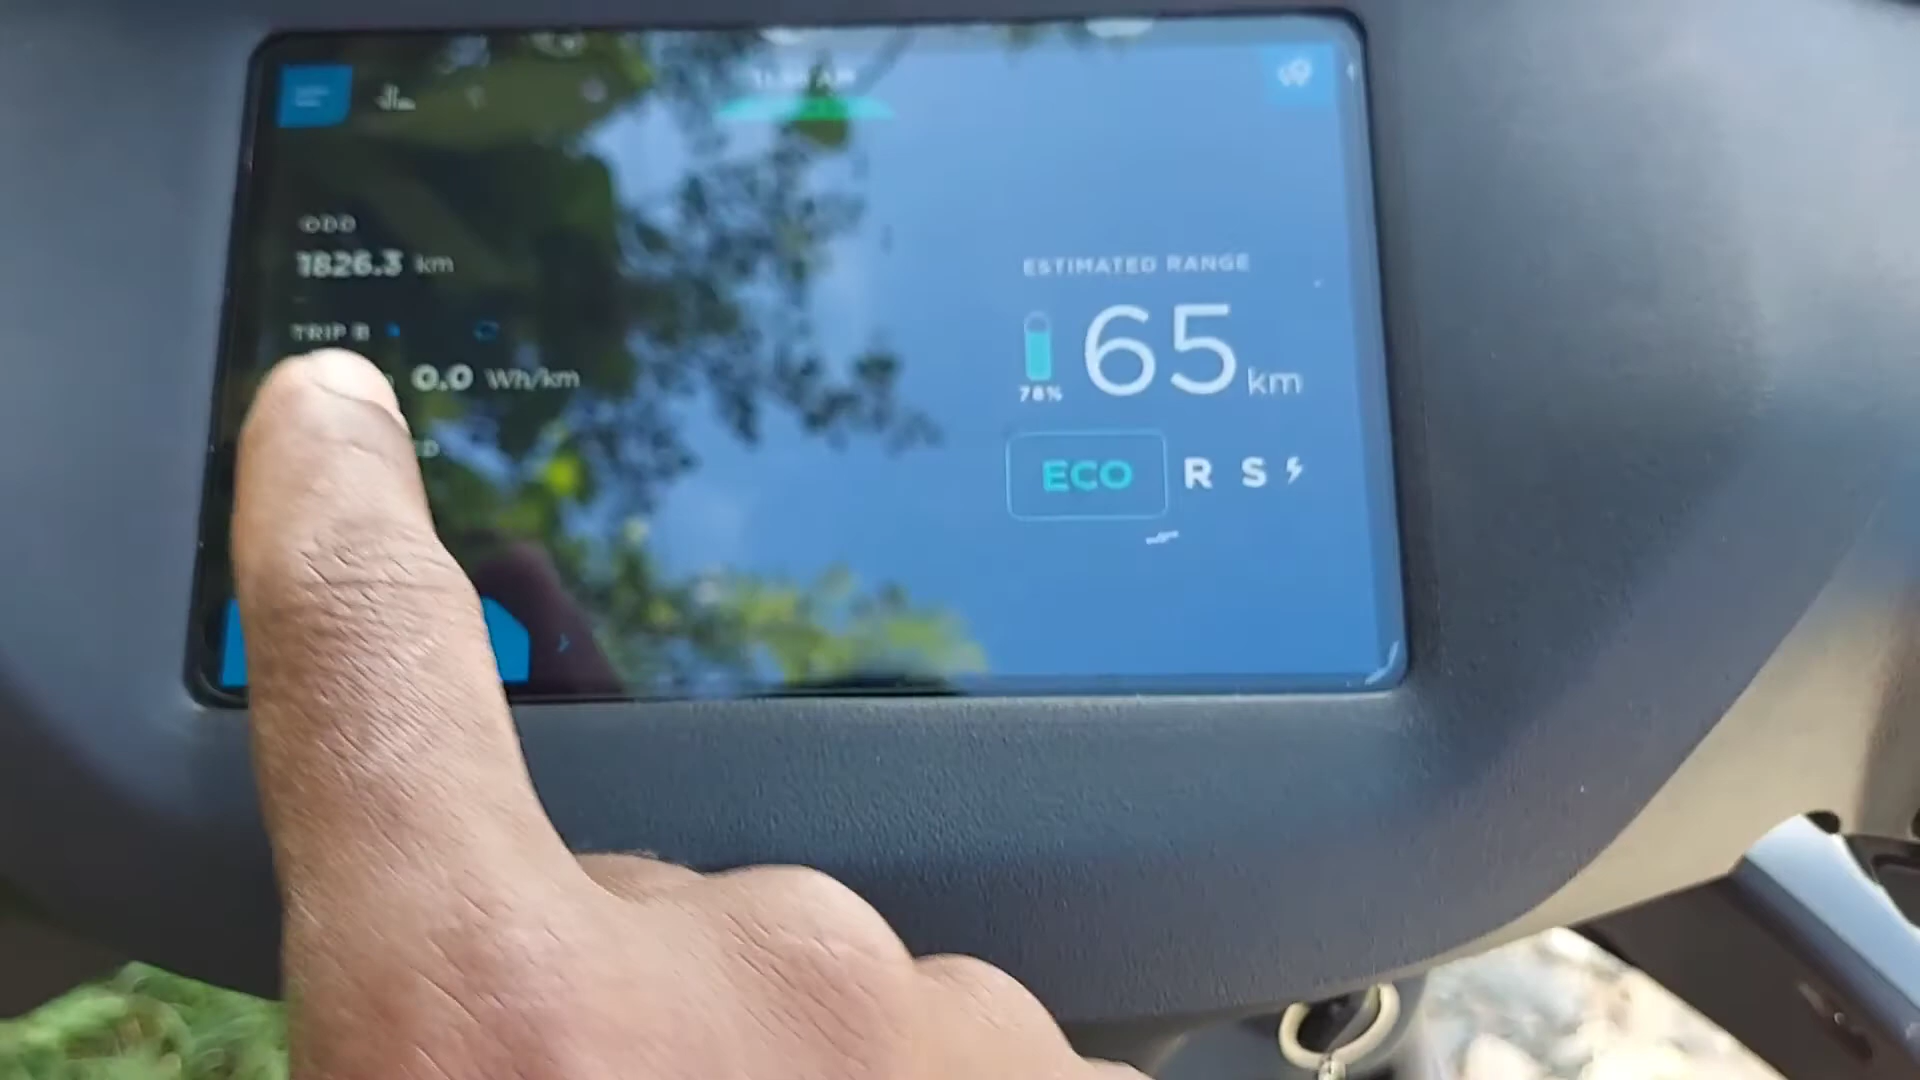 ODO
1826.3 km
TRIP B
0.0 Wh/km
ESTIMATED RANGE
65 km
78%
ECO R S